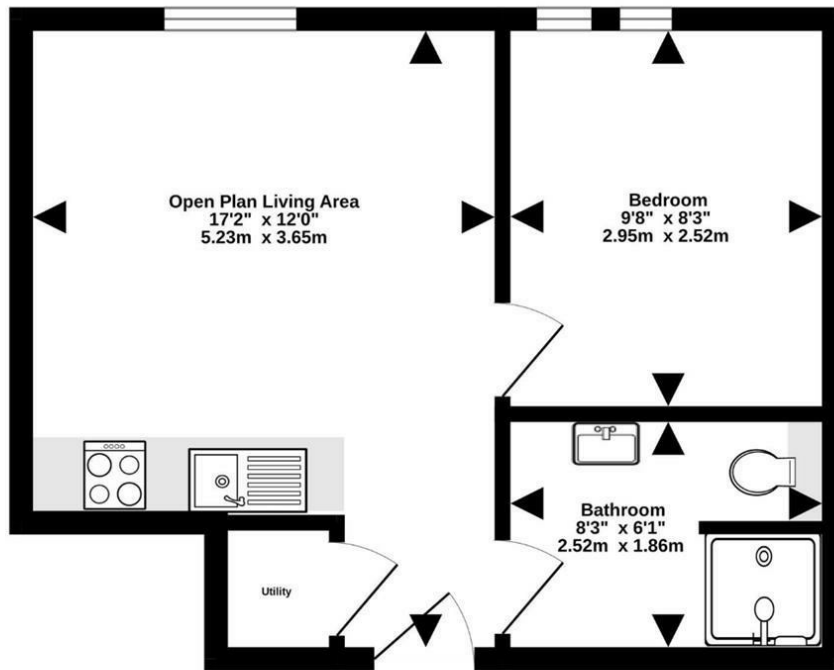 Open Plan Living Area
17'2" x 12'0"
5.23m x 3.65m
Bedroom
9'8" x 8'3"
2.95m x 2.52m
Bathroom
8'3" x 6'1"
2.52m x 1.86m
Utility